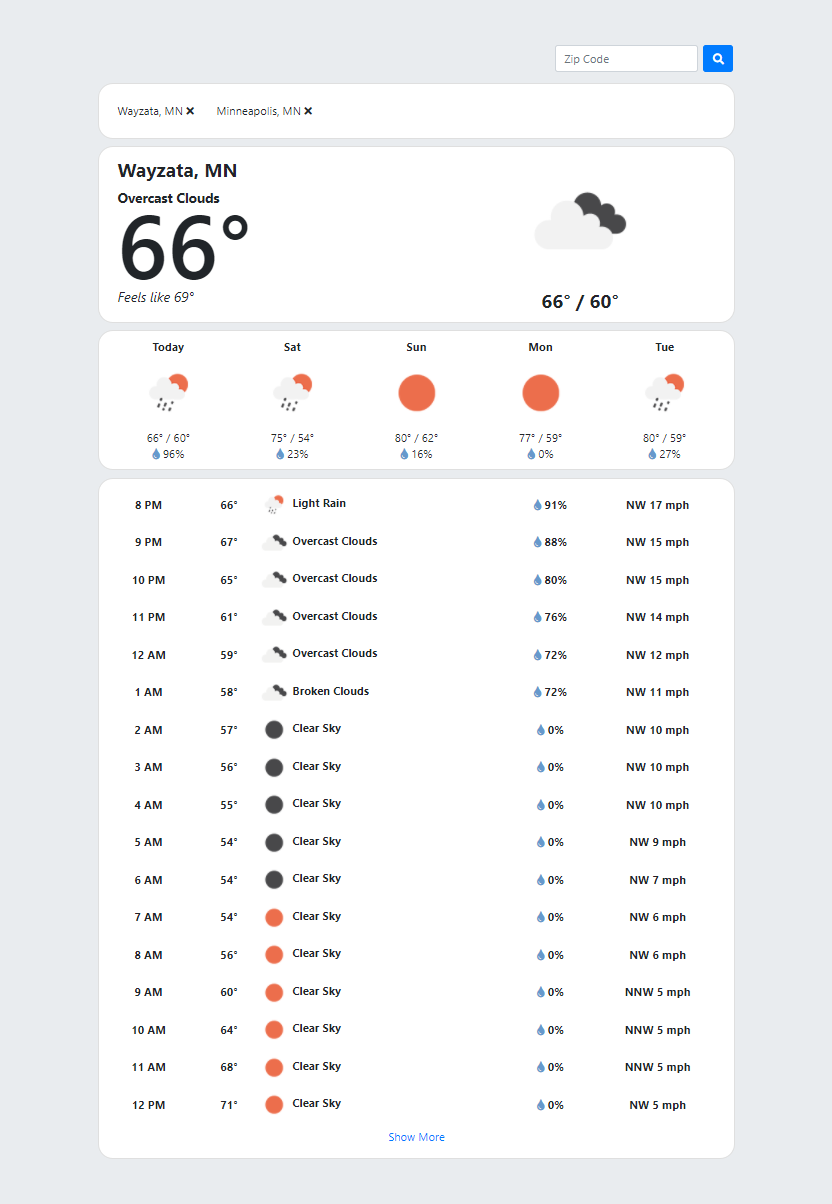 Zip Code
Wayzata, MN ✖ Minneapolis, MN ✖
Wayzata, MN
Overcast Clouds
66°
Feels like 69°
66° / 60°
Today Sat Sun Mon Tue
66° / 60° 75° / 54° 80° / 62° 77° / 59° 80° / 59°
96% 23% 16% 0% 27%
8 PM 66° Light Rain 91% NW 17 mph
9 PM 67° Overcast Clouds 88% NW 15 mph
10 PM 65° Overcast Clouds 80% NW 15 mph
11 PM 61° Overcast Clouds 76% NW 14 mph
12 AM 59° Overcast Clouds 72% NW 12 mph
1 AM 58° Broken Clouds 72% NW 11 mph
2 AM 57° Clear Sky 0% NW 10 mph
3 AM 56° Clear Sky 0% NW 10 mph
4 AM 55° Clear Sky 0% NW 10 mph
5 AM 54° Clear Sky 0% NW 9 mph
6 AM 54° Clear Sky 0% NW 7 mph
7 AM 54° Clear Sky 0% NW 6 mph
8 AM 56° Clear Sky 0% NW 6 mph
9 AM 60° Clear Sky 0% NNW 5 mph
10 AM 64° Clear Sky 0% NNW 5 mph
11 AM 68° Clear Sky 0% NNW 5 mph
12 PM 71° Clear Sky 0% NW 5 mph
Show More